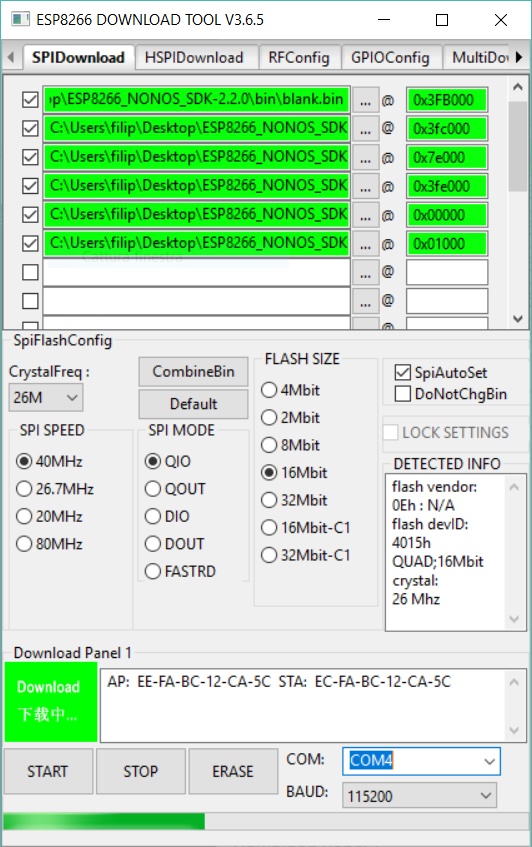 ESP8266 DOWNLOAD TOOL V3.6.5
SPIDownload HSPIDownload RFConfig GPIOConfig MultiDow
op\ESP8266_NONOS_SDK-2.2.0\bin\blank.bin ... @ 0x3FB000
C:\Users\filip\Desktop\ESP8266_NONOS_SDK ... @ 0x3fc000
C:\Users\filip\Desktop\ESP8266_NONOS_SDK ... @ 0x7e000
C:\Users\filip\Desktop\ESP8266_NONOS_SDK ... @ 0x3fe000
C:\Users\filip\Desktop\ESP8266_NONOS_SDK ... @ 0x00000
C:\Users\filip\Desktop\ESP8266_NONOS_SDK ... @ 0x01000
... @
... @
@
SpiFlashConfig
CrystalFreq :
26M
CombineBin
Default
SPI SPEED
40MHz
26.7MHz
20MHz
80MHz
SPI MODE
QIO
QOUT
DIO
DOUT
FASTRD
FLASH SIZE
4Mbit
2Mbit
8Mbit
16Mbit
32Mbit
16Mbit-C1
32Mbit-C1
SpiAutoSet
DoNotChgBin
LOCK SETTINGS
DETECTED INFO
flash vendor:
0Eh : N/A
flash devID:
4015h
QUAD;16Mbit
crystal:
26 Mhz
Download Panel 1
Download
下载中...
AP: EE-FA-BC-12-CA-5C STA: EC-FA-BC-12-CA-5C
START STOP ERASE
COM: COM4
BAUD: 115200